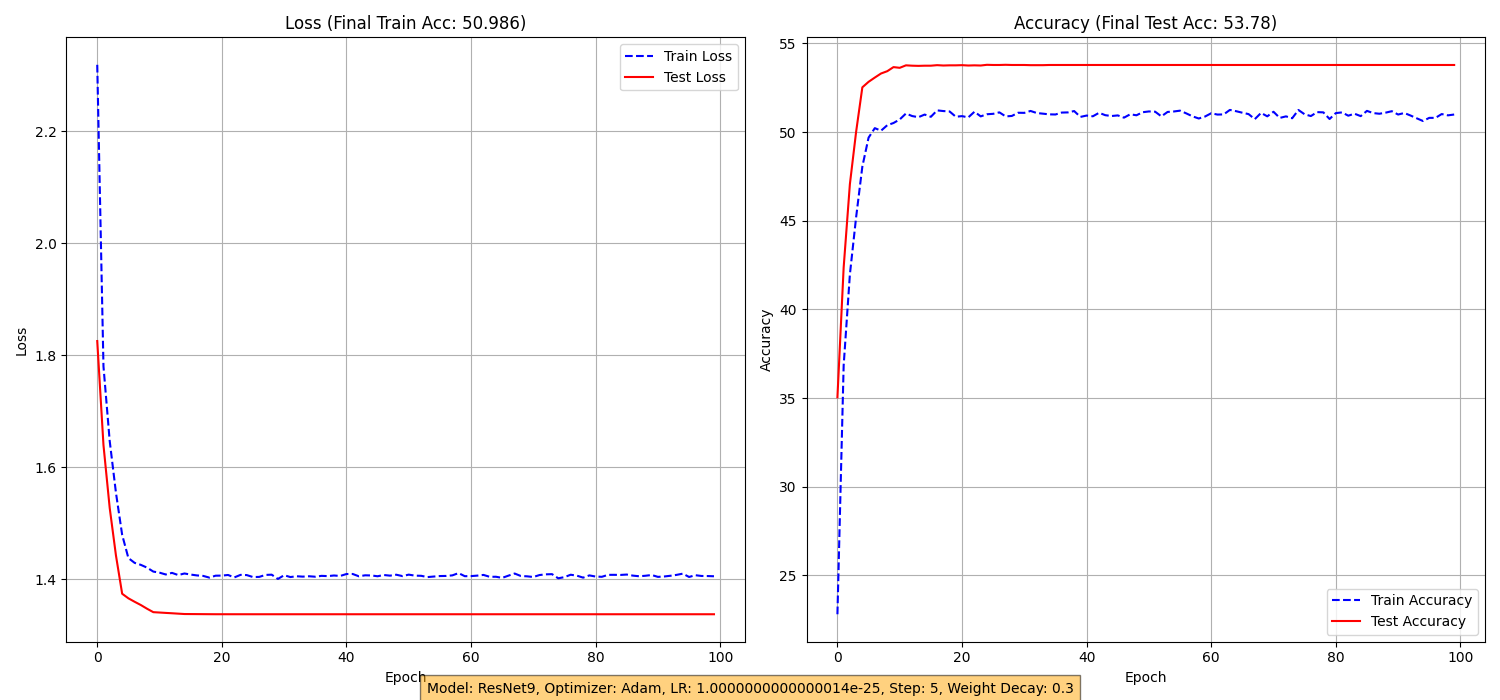 Loss (Final Train Acc: 50.986)
Train Loss
Test Loss
2.2
2.0
1.8
1.6
1.4
Loss
0
20
40
60
80
100
Epoch
Accuracy (Final Test Acc: 53.78)
55
50
45
40
35
30
25
Accuracy
Train Accuracy
Test Accuracy
0
20
40
60
80
100
Epoch
Model: ResNet9, Optimizer: Adam, LR: 1.0000000000000014e-25, Step: 5, Weight Decay: 0.3